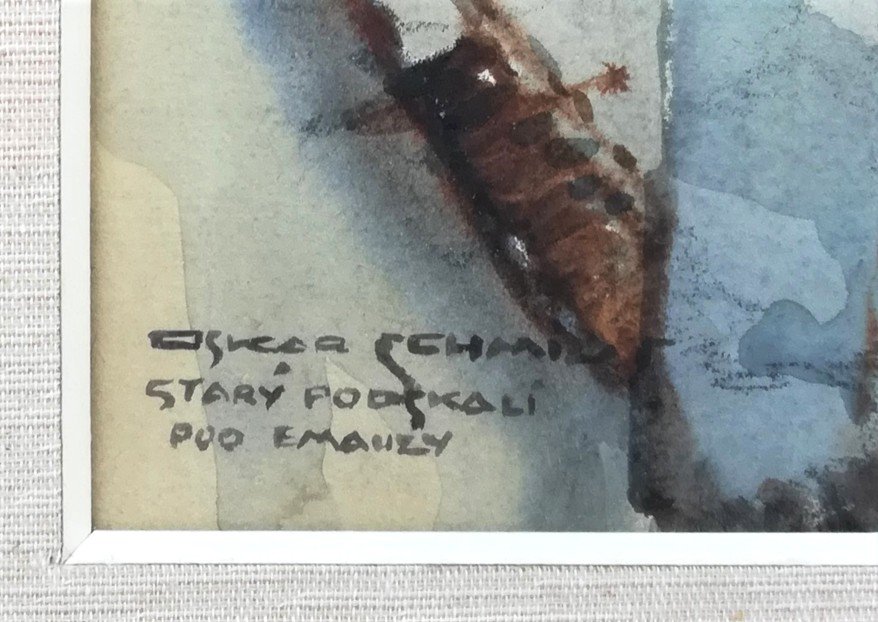 OSKAR SCHMIDT
STARÝ PODSKALÍ
POD EMAUZY